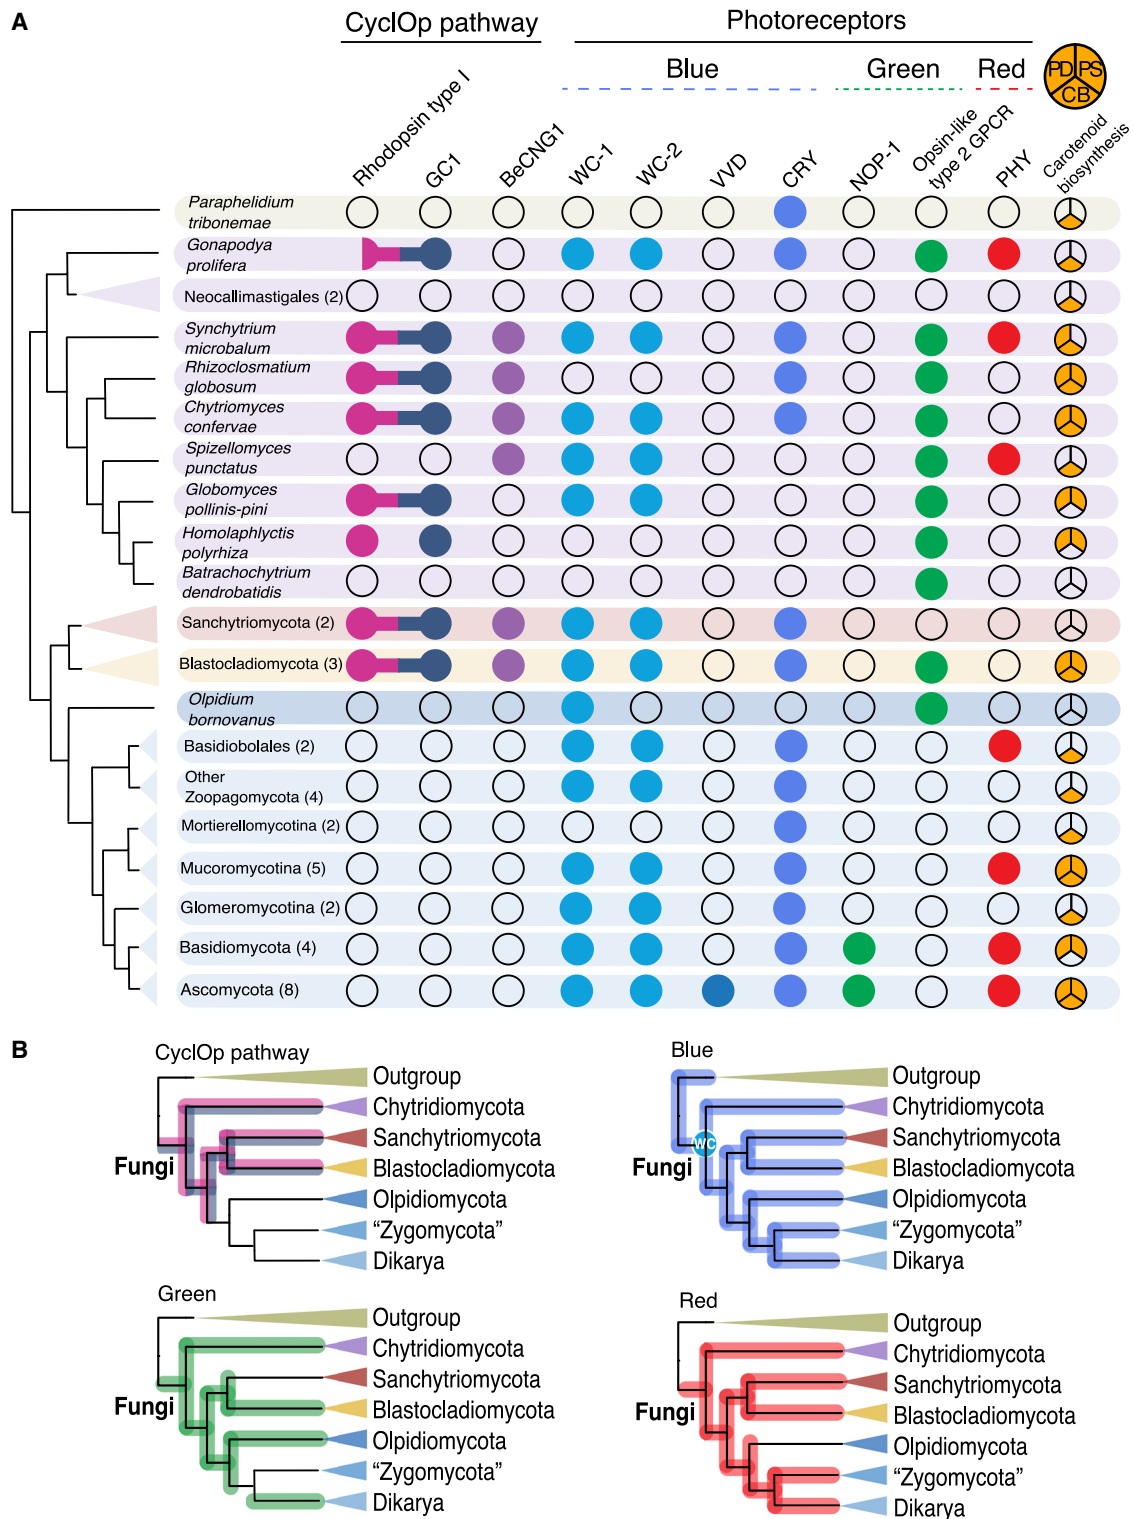 A
CyclOp pathway
Photoreceptors
Blue
Green
Red
PD PS
CB
Rhodopsin type I
GC1
BeCNG1
WC-1
WC-2
VVD
CRY
NOP-1
Opsin-like
type 2 GPCR
PHY
Carotenoid
biosynthesis
Paraphelidium
tribonemae
Gonapodya
prolifera
Neocallimastigales (2)
Synchytrium
microbalum
Rhizoclosmatium
globosum
Chytriomyces
confervae
Spizellomyces
punctatus
Globomyces
pollinis-pini
Homolaphlyctis
polyrhiza
Batrachochytrium
dendrobatidis
Sanchytriomycota (2)
Blastocladiomycota (3)
Olpidium
bornovanus
Basidiobolales (2)
Other
Zoopagomycota (4)
Mortierellomycotina (2)
Mucoromycotina (5)
Glomeromycotina (2)
Basidiomycota (4)
Ascomycota (8)
B
CyclOp pathway
Outgroup
Chytridiomycota
Sanchytriomycota
Fungi
Blastocladiomycota
Olpidiomycota
“Zygomycota”
Dikarya
Blue
Outgroup
Chytridiomycota
WC
Sanchytriomycota
Fungi
Blastocladiomycota
Olpidiomycota
“Zygomycota”
Dikarya
Green
Outgroup
Chytridiomycota
Sanchytriomycota
Fungi
Blastocladiomycota
Olpidiomycota
“Zygomycota”
Dikarya
Red
Outgroup
Chytridiomycota
Sanchytriomycota
Fungi
Blastocladiomycota
Olpidiomycota
“Zygomycota”
Dikarya